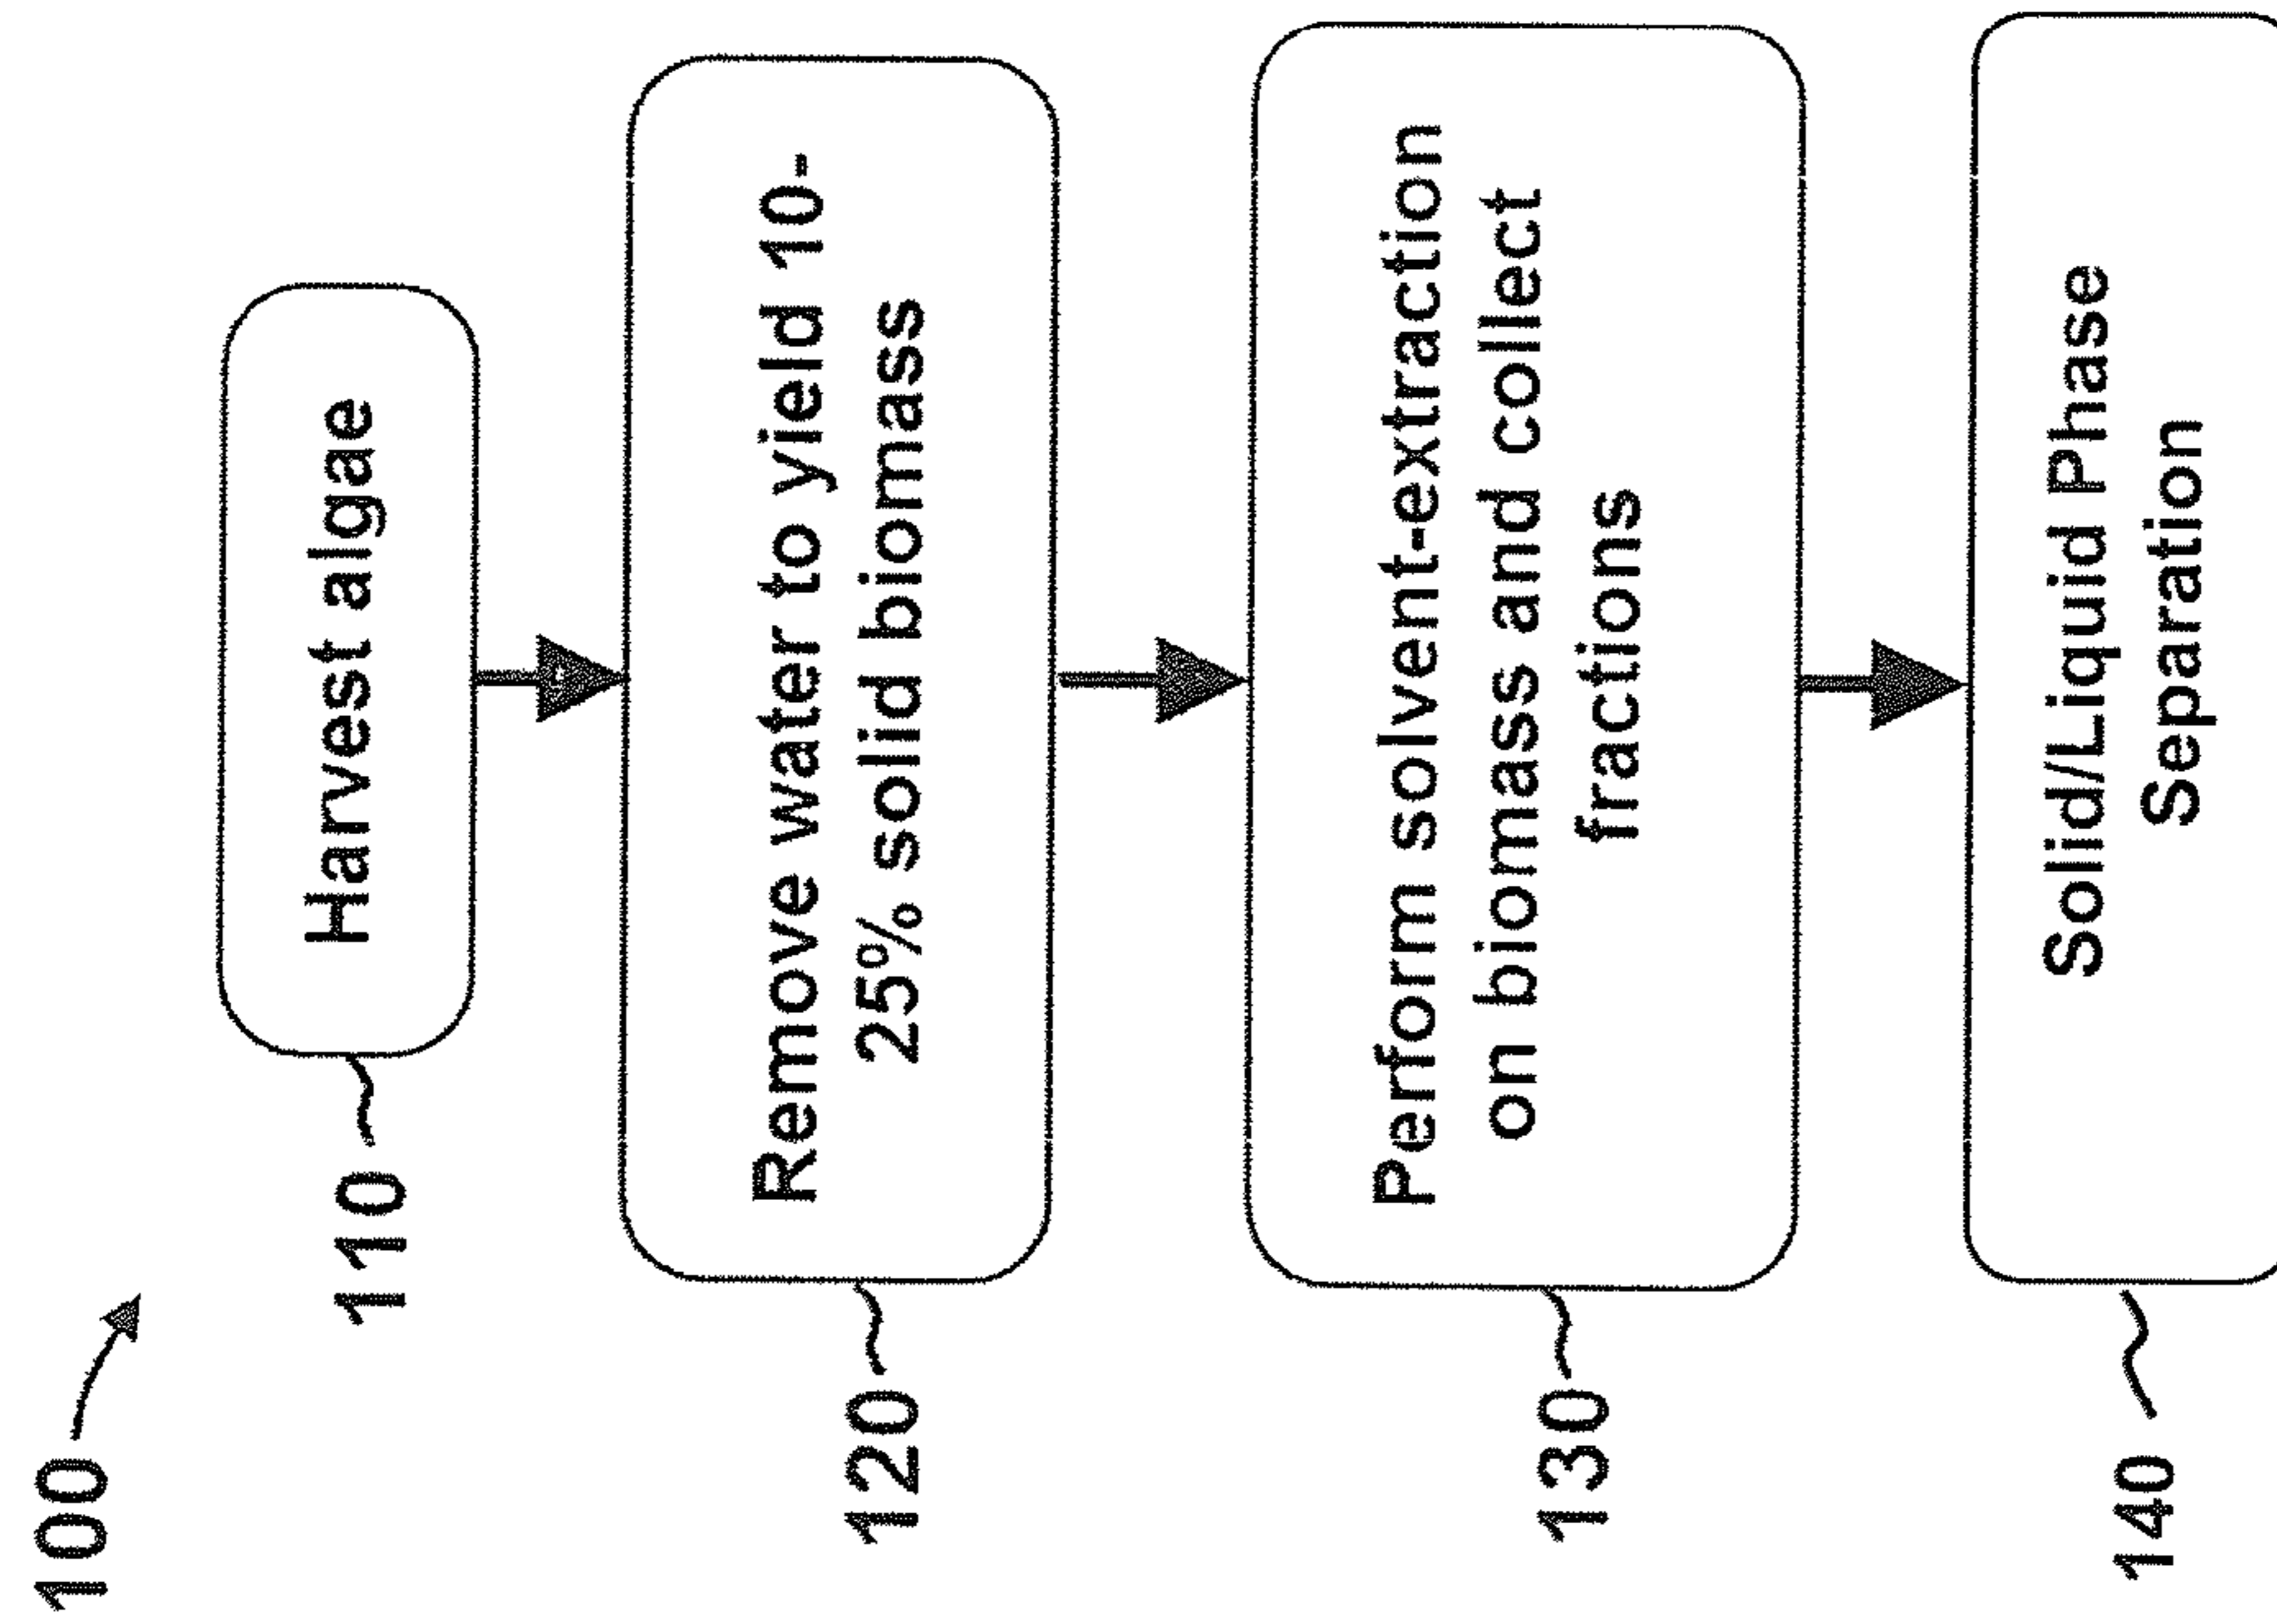 100
110
Harvest algae
120
Remove water to yield 10-
25% solid biomass
130
Perform solvent-extraction
on biomass and collect
fractions
140
Solid/Liquid Phase
Separation